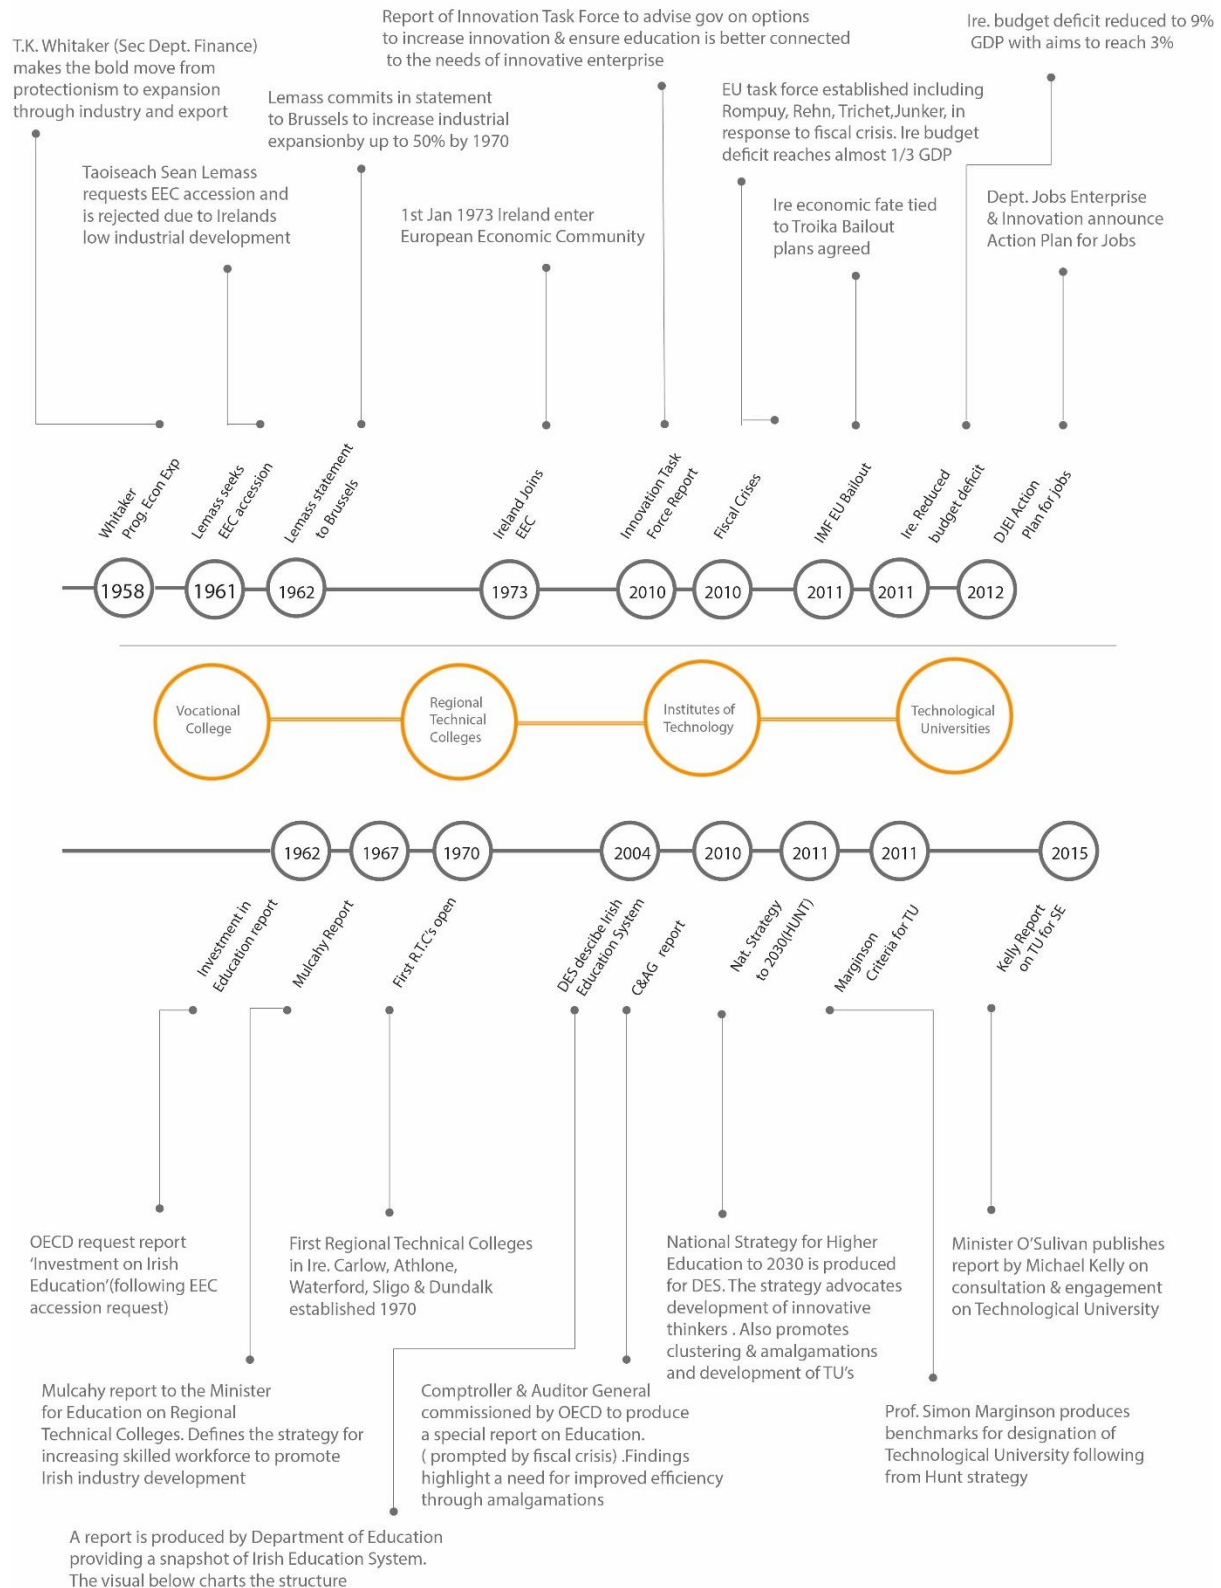 Report of Innovation Task Force to advise gov on options
to increase innovation & ensure education is better connected
to the needs of innovative enterprise
Ire. budget deficit reduced to 9%
GDP with aims to reach 3%
T.K. Whitaker (Sec Dept. Finance)
makes the bold move from
protectionism to expansion
through industry and export
Lemass commits in statement
to Brussels to increase industrial
expansionby up to 50% by 1970
EU task force established including
Rompuy, Rehn, Trichet,Junker, in
response to fiscal crisis. Ire budget
deficit reaches almost 1/3 GDP
Taoiseach Sean Lemass
requests EEC accession and
is rejected due to Irelands
low industrial development
1st Jan 1973 Ireland enter
European Economic Community
Ire economic fate tied
to Troika Bailout
plans agreed
Dept. Jobs Enterprise
& Innovation announce
Action Plan for Jobs
Whitaker
Prog. Econ Exp
Lemass seeks
EEC accession
Lemass statement
to Brussels
Ireland Joins
EEC
Innovation Task
Force Report
Fiscal Crises
IMF EU Bailout
Ire. Reduced
budget deficit
DJEI Action
Plan for Jobs
1958
1961
1962
1973
2010
2010
2011
2011
2012
Vocational
College
Regional
Technical
Colleges
Institutes of
Technology
Technological
Universities
1962
1967
1970
2004
2010
2011
2011
2015
Investment in
Education report
Mulcahy Report
First R.T.C's open
DES descibe Irish
Education System
C&AG report
Nat. Strategy
to 2030(HUNT)
Marginson
Criteria for TU
Kelly Report
on TU for SE
OECD request report
'Investment on Irish
Education'(following EEC
accession request)
First Regional Technical Colleges
in Ire. Carlow, Athlone,
Waterford, Sligo & Dundalk
established 1970
National Strategy for Higher
Education to 2030 is produced
for DES. The strategy advocates
development of innovative
thinkers . Also promotes
clustering & amalgamations
and development of TU's
Minister O'Sulivan publishes
report by Michael Kelly on
consultation & engagement
on Technological University
Mulcahy report to the Minister
for Education on Regional
Technical Colleges. Defines the strategy for
increasing skilled workforce to promote
Irish industry development
Comptroller & Auditor General
commissioned by OECD to produce
a special report on Education.
( prompted by fiscal crisis) .Findings
highlight a need for improved efficiency
through amalgamations
Prof. Simon Marginson produces
benchmarks for designation of
Technological University following
from Hunt strategy
A report is produced by Department of Education
providing a snapshot of Irish Education System.
The visual below charts the structure